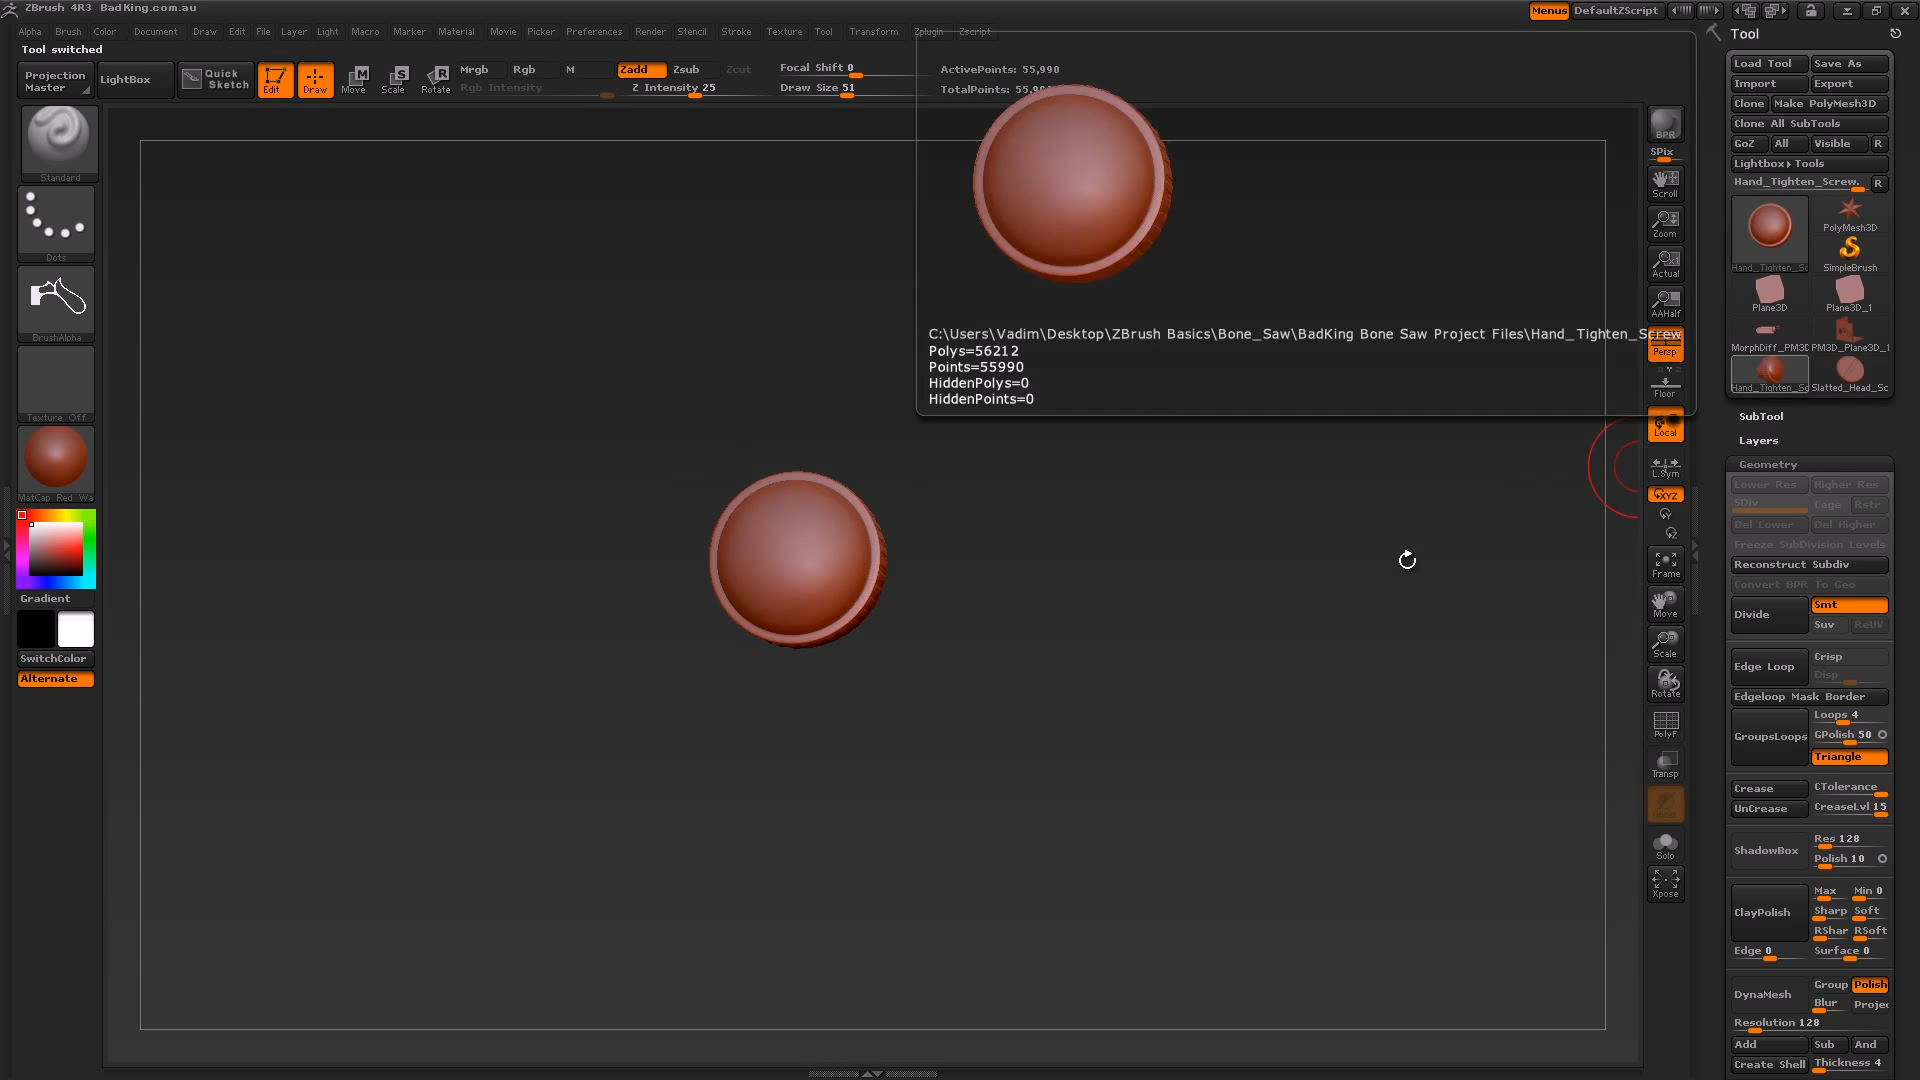 ZBrush 4R3 BadKing.com.au
Menus DefaultZScript
Alpha Brush Color Document Draw Edit File Layer Light Macro Marker Material Movie Picker Preferences Render Stencil Stroke Texture Tool Transform Zplugin Zscript
Tool switched
Projection Master
LightBox
Quick Sketch
Edit Draw Move Scale Rotate
Mrgb Rgb M Zadd Zsub Zcut
Rgb Intensity Z Intensity 25
Focal Shift 0
Draw Size 51
ActivePoints: 55,990
TotalPoints: 55,990
Standard
Dots
BrushAlpha
Texture Off
MatCap Red Wa
Gradient
SwitchColor
Alternate
C:\Users\Vadim\Desktop\ZBrush Basics\Bone_Saw\BadKing Bone Saw Project Files\Hand_Tighten_Screw
Polys=56212
Points=55990
HiddenPolys=0
HiddenPoints=0
BPR
SPix
Scroll
Zoom
Actual
AAHalf
Persp
Floor
Local
L.Sym
XYZ
Y
Z
Frame
Move
Scale
Rotate
PolyF
Transp
Solo
Xpose
Tool
Load Tool Save As
Import Export
Clone Make PolyMesh3D
Clone All SubTools
GoZ All Visible R
Lightbox▸Tools
Hand_Tighten_Screw. R
Hand_Tighten_Sc PolyMesh3D
SimpleBrush
Plane3D Plane3D_1
MorphDiff_PM3D PM3D_Plane3D_1
Hand_Tighten_Sc Slatted_Head_Sc
SubTool
Layers
Geometry
Lower Res Higher Res
SDiv Cage Rstr
Del Lower Del Higher
Freeze SubDivision Levels
Reconstruct Subdiv
Convert BPR To Geo
Divide Smt
Suv ReUV
Edge Loop Crisp
Disp
Edgeloop Mask Border
GroupsLoops Loops 4
GPolish 50
Triangle
Crease CTolerance
UnCrease CreaseLvl 15
ShadowBox Res 128
Polish 10
ClayPolish Max Min 0
Sharp Soft
RShar RSoft
Edge 0 Surface 0
DynaMesh Group Polish
Blur Projec
Resolution 128
Add Sub And
Create Shell Thickness 4